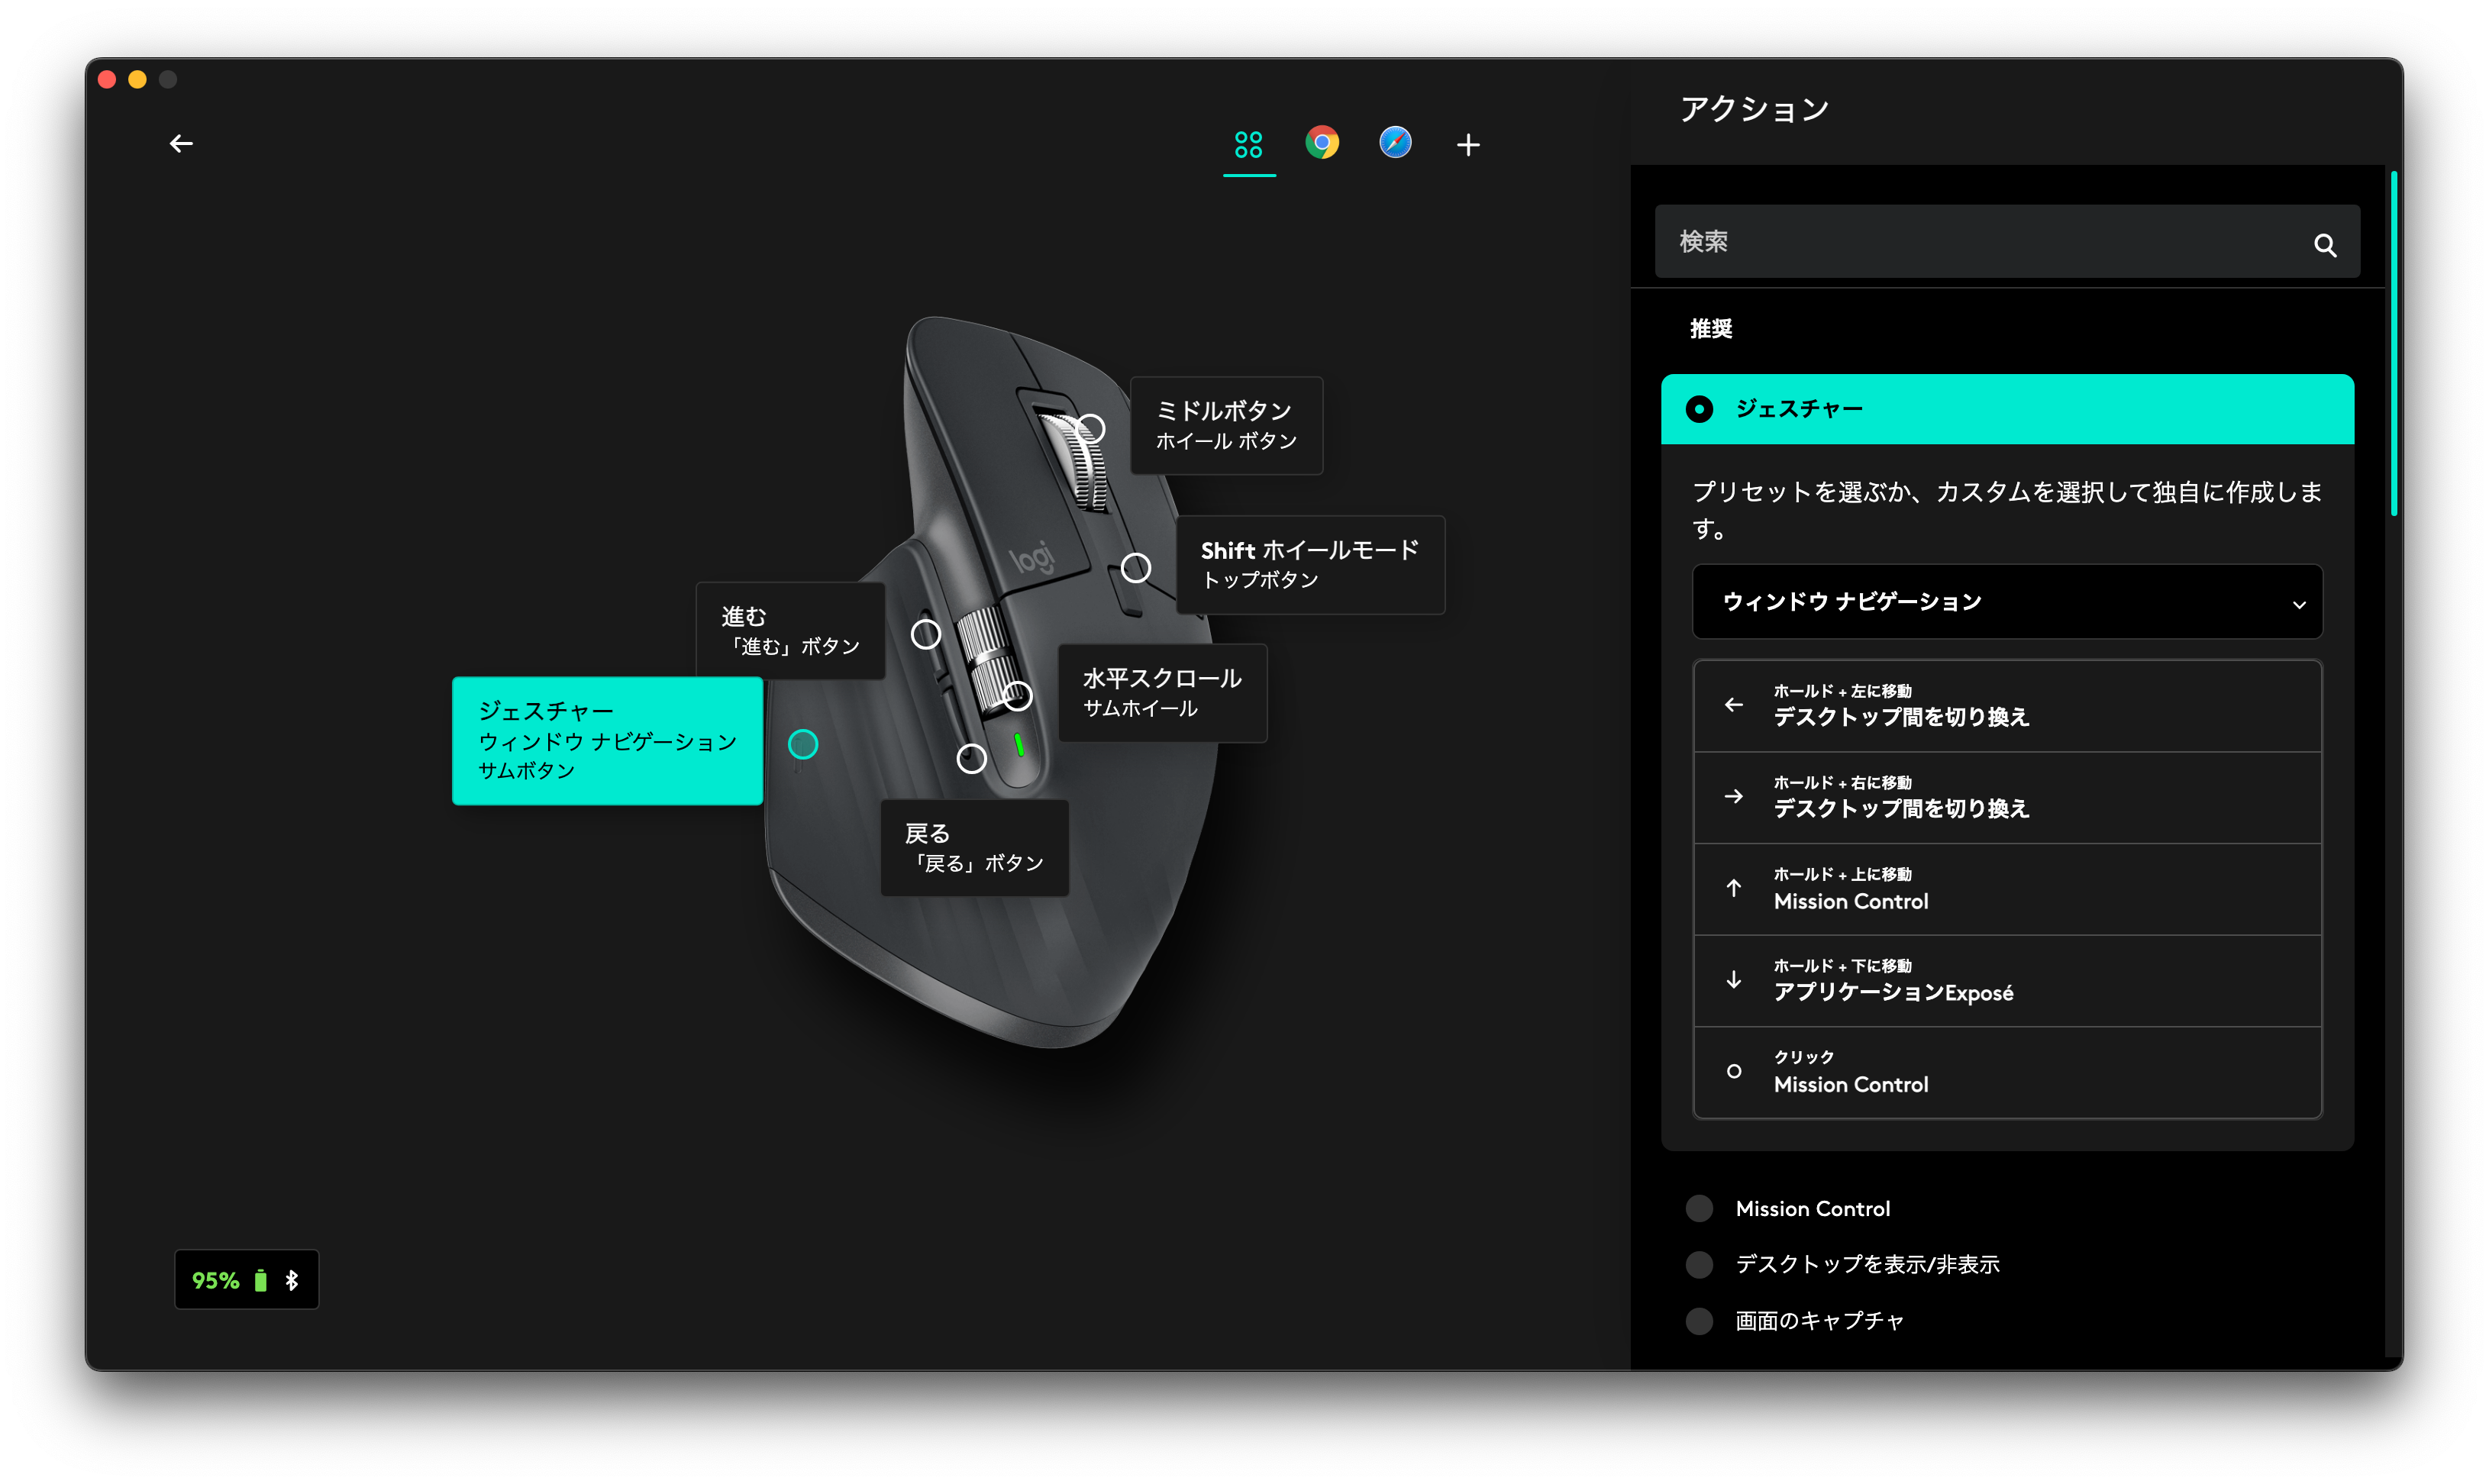 アクション
検索
推奨
ジェスチャー
プリセットを選ぶか、カスタムを選択して独自に作成しま
す。
ウィンドウ ナビゲーション
ホールド + 左に移動
デスクトップ間を切り換え
ホールド + 右に移動
デスクトップ間を切り換え
ホールド + 上に移動
Mission Control
ホールド + 下に移動
アプリケーションExposé
クリック
Mission Control
Mission Control
デスクトップを表示/非表示
画面のキャプチャ
ミドルボタン
ホイール ボタン
logi
Shift ホイールモード
トップボタン
進む
「進む」ボタン
水平スクロール
サムホイール
ジェスチャー
ウィンドウ ナビゲーション
サムボタン
戻る
「戻る」ボタン
95%